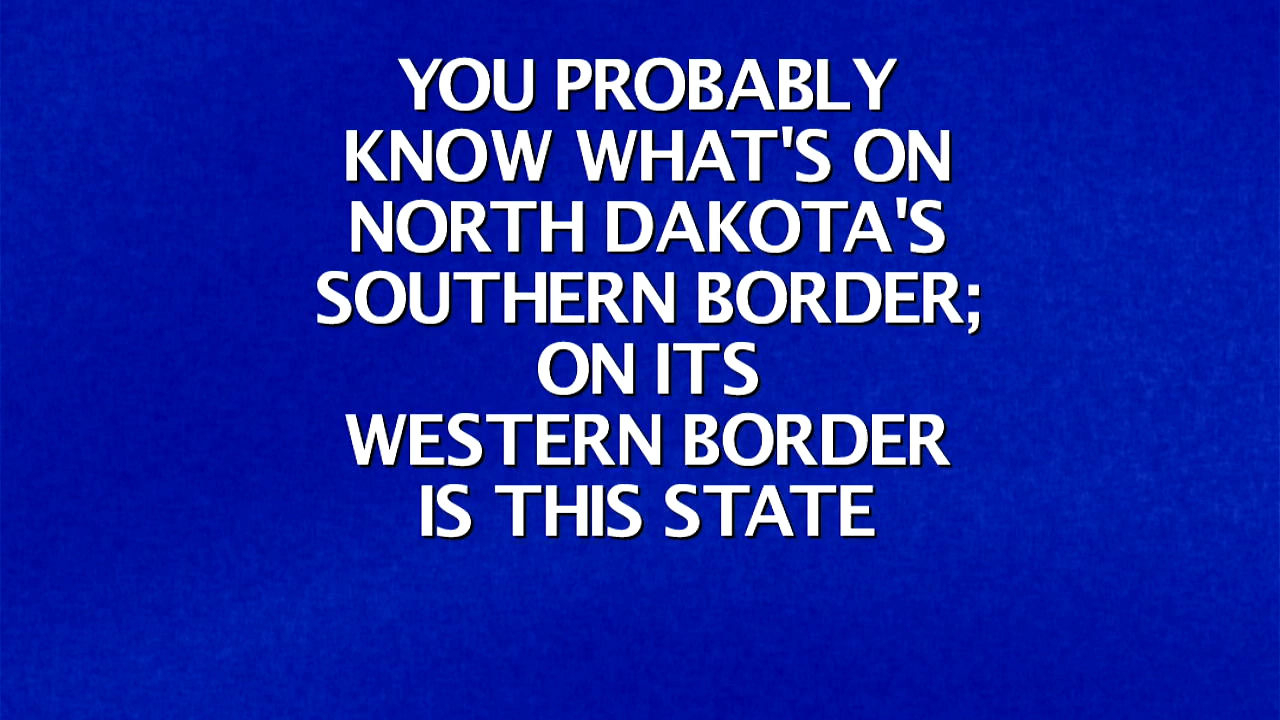 YOU PROBABLY
KNOW WHAT'S ON
NORTH DAKOTA'S
SOUTHERN BORDER;
ON ITS
WESTERN BORDER
IS THIS STATE